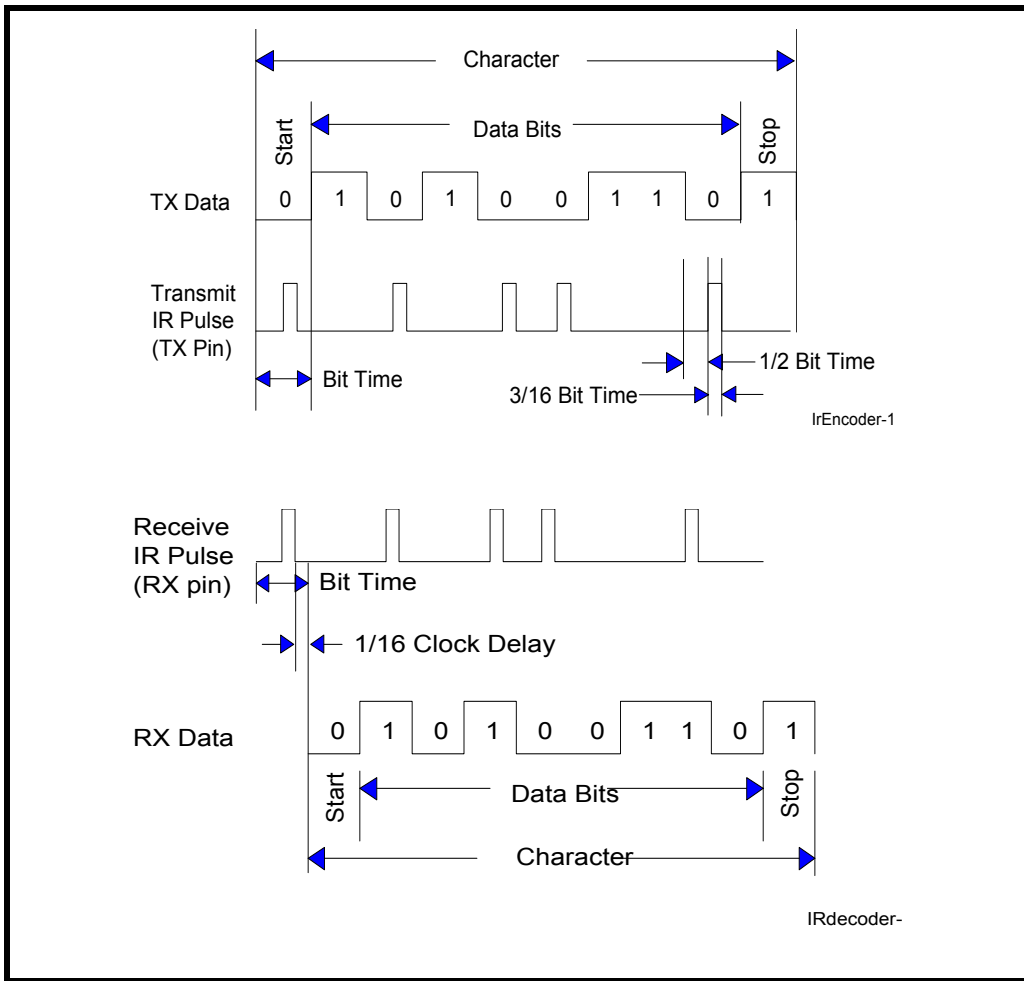 Character
Start
Data Bits
Stop
TX Data 0 1 0 1 0 0 1 1 0 1
Transmit
IR Pulse
(TX Pin)
1/2 Bit Time
Bit Time
3/16 Bit Time
IrEncoder-1
Receive
IR Pulse
(RX pin)
Bit Time
1/16 Clock Delay
RX Data 0 1 0 1 0 0 1 1 0 1
Start
Data Bits
Stop
Character
IRdecoder-